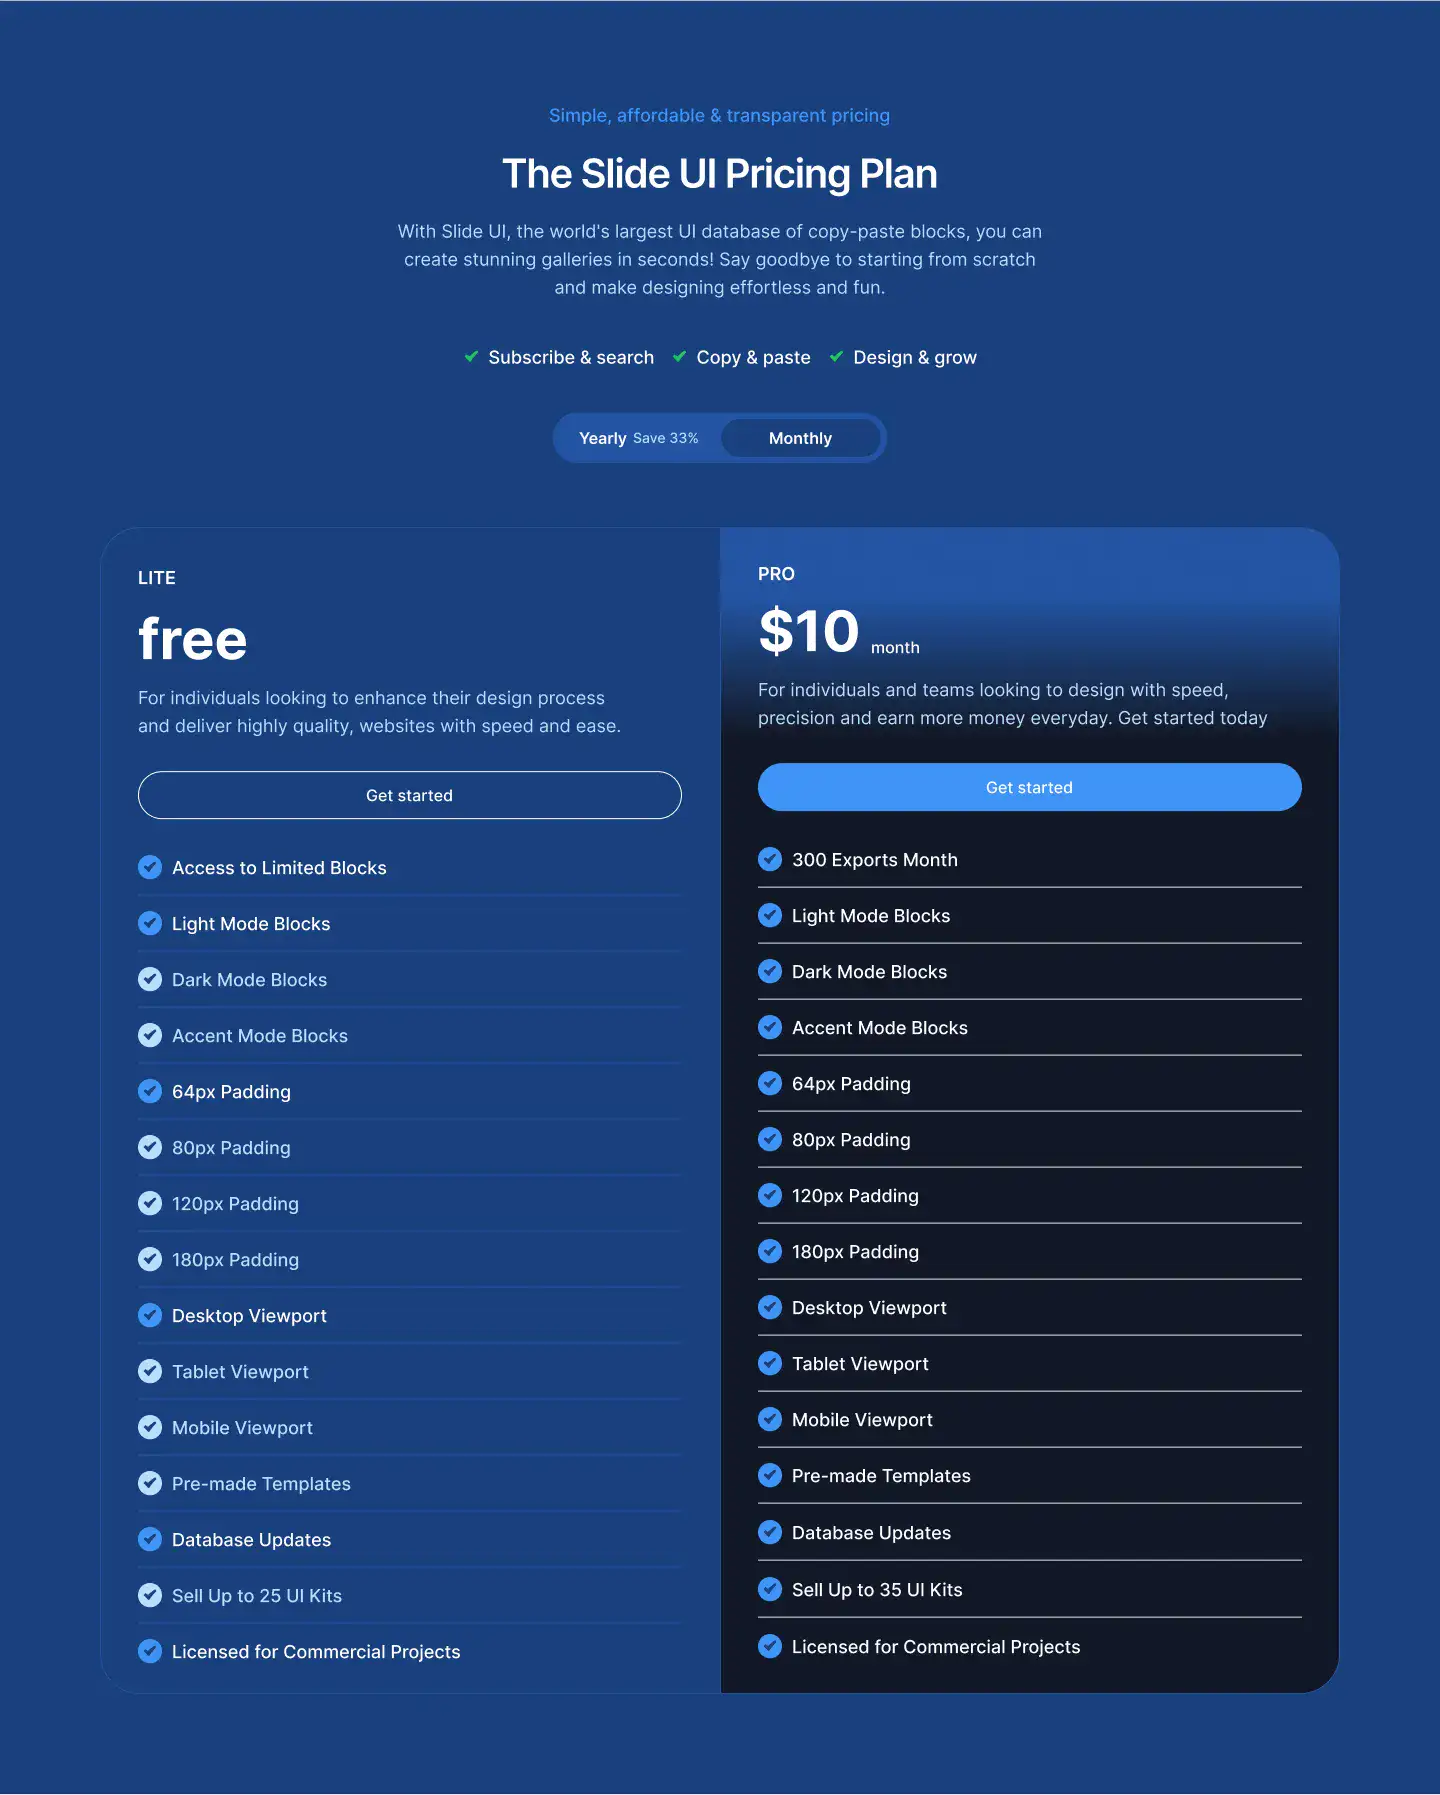 Simple, affordable & transparent pricing
The Slide UI Pricing Plan
With Slide UI, the world's largest UI database of copy-paste blocks, you can
create stunning galleries in seconds! Say goodbye to starting from scratch
and make designing effortless and fun.
Subscribe & search Copy & paste Design & grow
Yearly Save 33% Monthly
LITE
free
For individuals looking to enhance their design process
and deliver highly quality, websites with speed and ease.
Get started
Access to Limited Blocks
Light Mode Blocks
Dark Mode Blocks
Accent Mode Blocks
64px Padding
80px Padding
120px Padding
180px Padding
Desktop Viewport
Tablet Viewport
Mobile Viewport
Pre-made Templates
Database Updates
Sell Up to 25 UI Kits
Licensed for Commercial Projects
PRO
$10 month
For individuals and teams looking to design with speed,
precision and earn more money everyday. Get started today
Get started
300 Exports Month
Light Mode Blocks
Dark Mode Blocks
Accent Mode Blocks
64px Padding
80px Padding
120px Padding
180px Padding
Desktop Viewport
Tablet Viewport
Mobile Viewport
Pre-made Templates
Database Updates
Sell Up to 35 UI Kits
Licensed for Commercial Projects